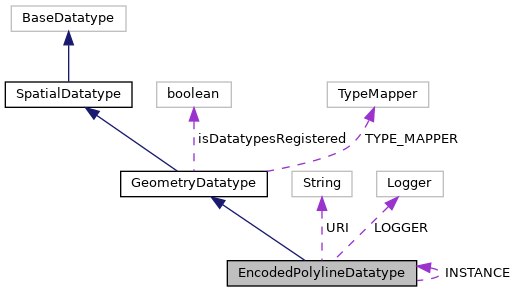 BaseDatatype
SpatialDatatype
boolean
TypeMapper
isDatatypesRegistered
TYPE_MAPPER
GeometryDatatype
String
Logger
URI
LOGGER
EncodedPolylineDatatype
INSTANCE